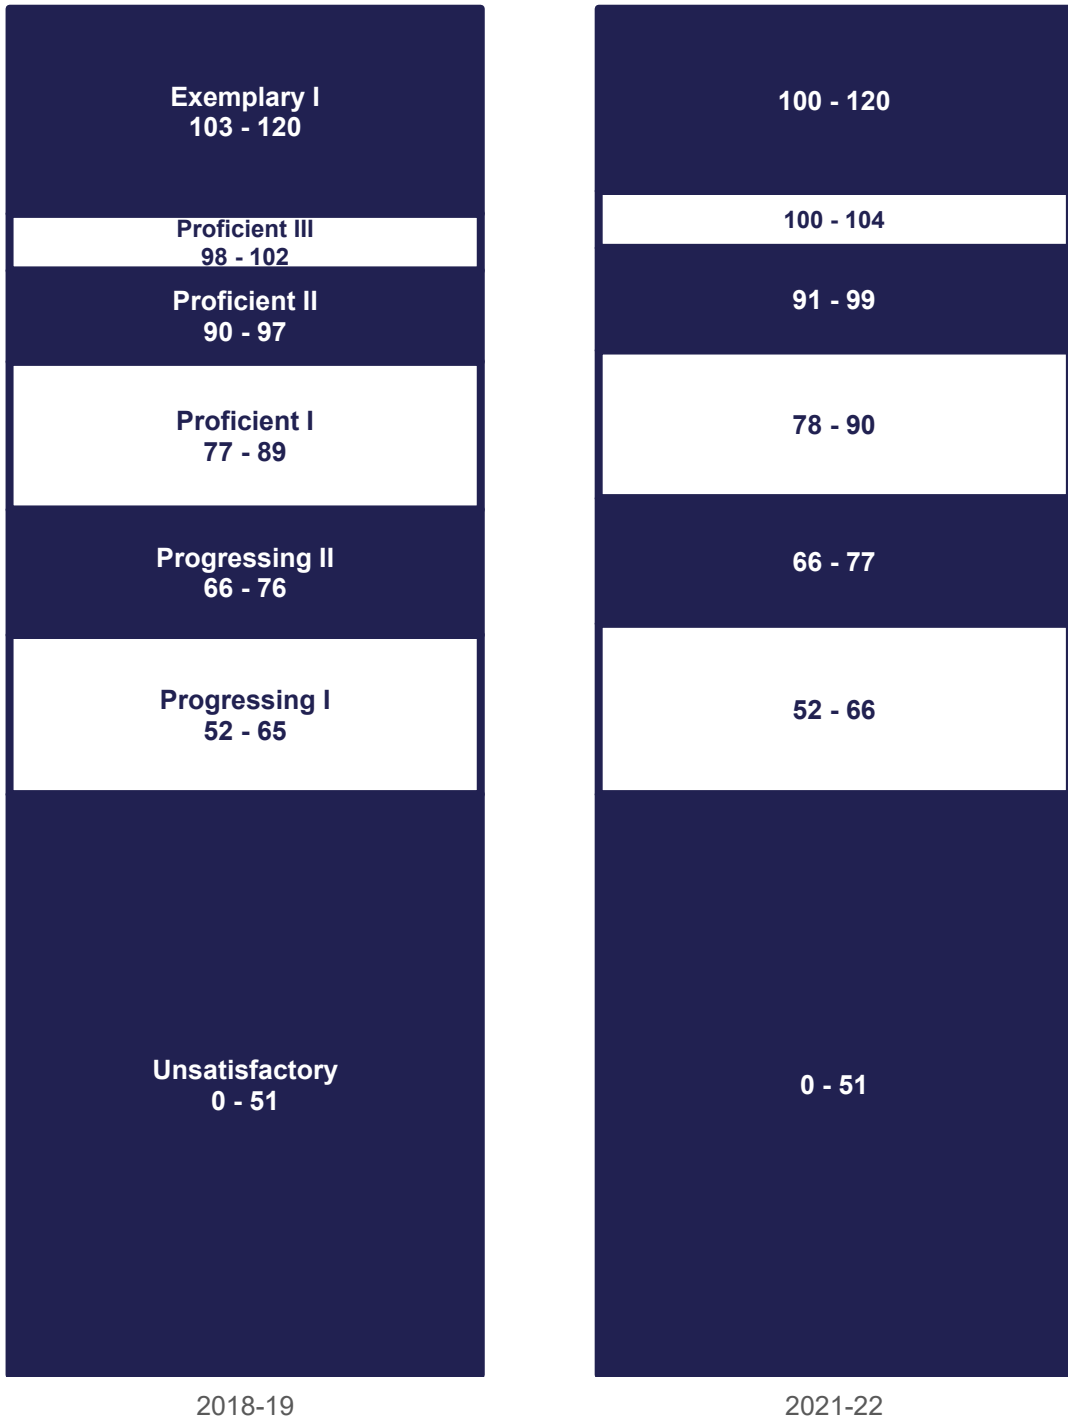 Exemplary I
103 - 120
Proficient III
98 - 102
Proficient II
90 - 97
Proficient I
77 - 89
Progressing II
66 - 76
Progressing I
52 - 65
Unsatisfactory
0 - 51
2018-19
100 - 120
100 - 104
91 - 99
78 - 90
66 - 77
52 - 66
0 - 51
2021-22